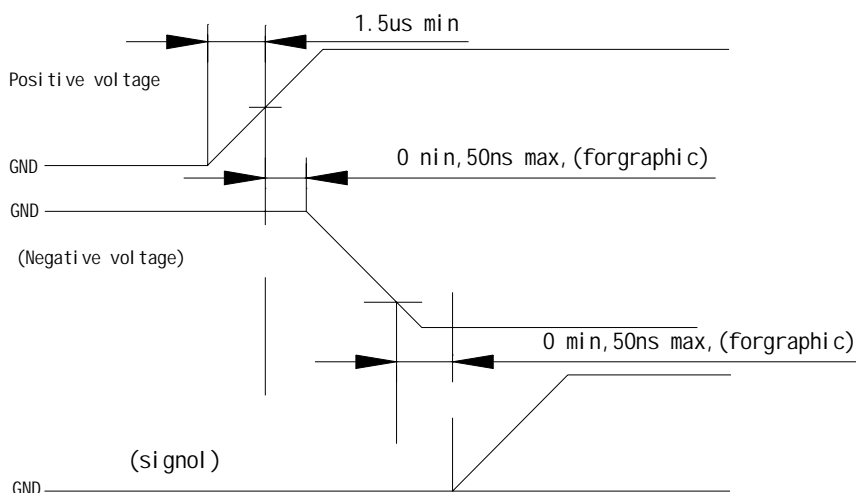 1.5us min
Positive voltage
GND
0 nin,50ns max,(forgraphic)
GND
(Negative voltage)
0 min,50ns max,(forgraphic)
(signol)
GND